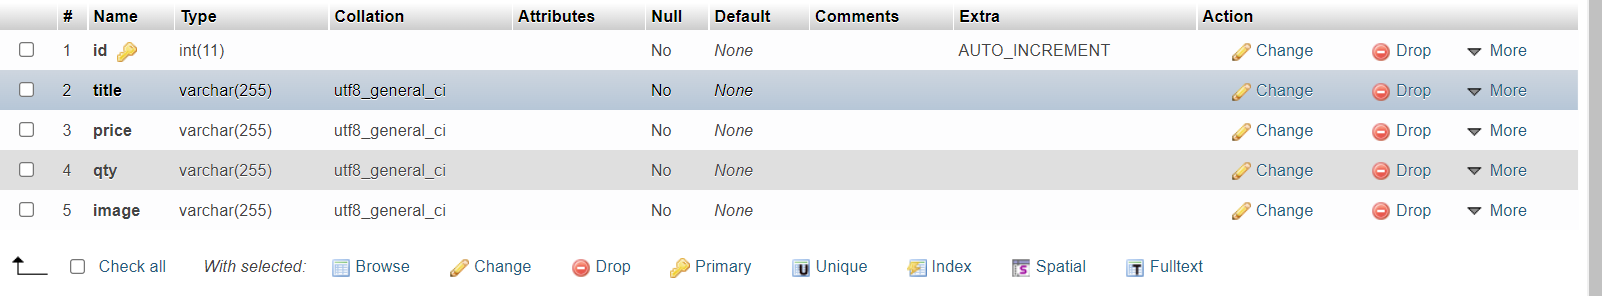 # Name Type Collation Attributes Null Default Comments Extra Action
1 id int(11) No None AUTO_INCREMENT Change Drop More
2 title varchar(255) utf8_general_ci No None Change Drop More
3 price varchar(255) utf8_general_ci No None Change Drop More
4 qty varchar(255) utf8_general_ci No None Change Drop More
5 image varchar(255) utf8_general_ci No None Change Drop More
Check all With selected: Browse Change Drop Primary Unique Index Spatial Fulltext